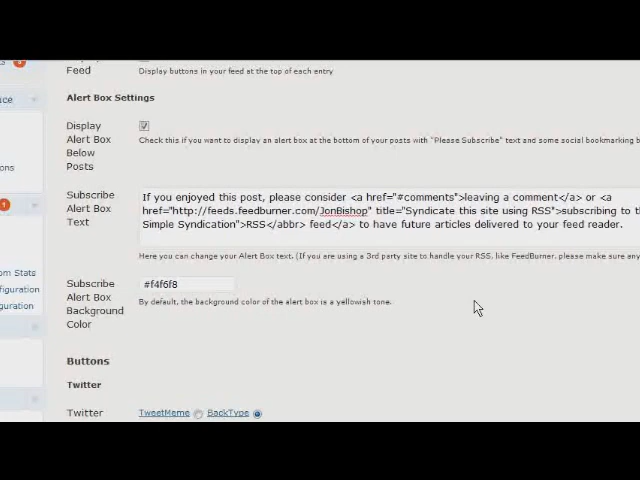 Feed
Display buttons in your feed at the top of each entry
Alert Box Settings
Display Alert Box Below Posts
Check this if you want to display an alert box at the bottom of your posts with "Please Subscribe" text and some social bookmarking b
Subscribe Alert Box Text
If you enjoyed this post, please consider <a href="#comments">leaving a comment</a> or <a
href="http://feeds.feedburner.com/JonBishop" title="Syndicate this site using RSS">subscribing to th
Simple Syndication">RSS</abbr> feed</a> to have future articles delivered to your feed reader.
Here you can change your Alert Box text. (If you are using a 3rd party site to handle your RSS, like FeedBurner, please make sure any
Subscribe Alert Box Background Color
#f4f6f8
By default, the background color of the alert box is a yellowish tone.
Buttons
Twitter
Twitter
TweetMeme BackType
1
om Stats
figuration
guration